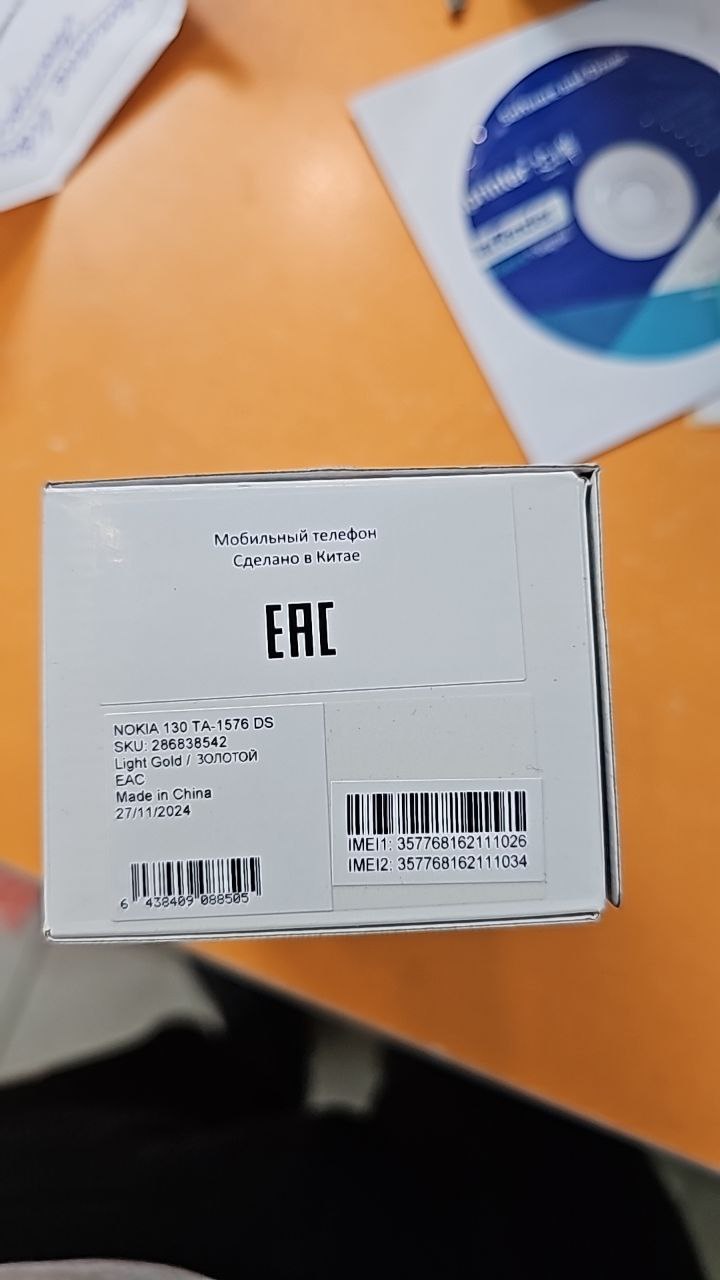 Мобильный телефон
Сделано в Китае
EAC
NOKIA 130 TA-1576 DS
SKU: 286838542
Light Gold / ЗОЛОТОЙ
EAC
Made in China
27/11/2024
6 438409 088505
IMEI1: 357768162111026
IMEI2: 357768162111034